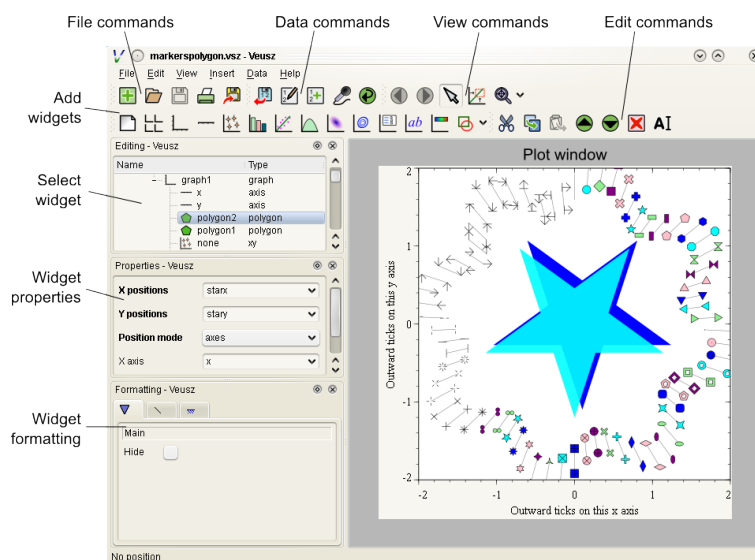 File commands
Data commands
View commands
Edit commands
markerspolygon.vsz - Veusz
File Edit View Insert Data Help
Add
widgets
ab
AI
Editing - Veusz
Name Type
graph1 graph
x axis
y axis
polygon2 polygon
polygon1 polygon
none xy
Select
widget
Properties - Veusz
X positions starx
Y positions stary
Position mode axes
X axis x
Widget
properties
Formatting - Veusz
Main
Hide
Widget
formatting
Plot window
2
1
0
-1
-2
Outward ticks on this y axis
-2 -1 0 1 2
Outward ticks on this x axis
No position